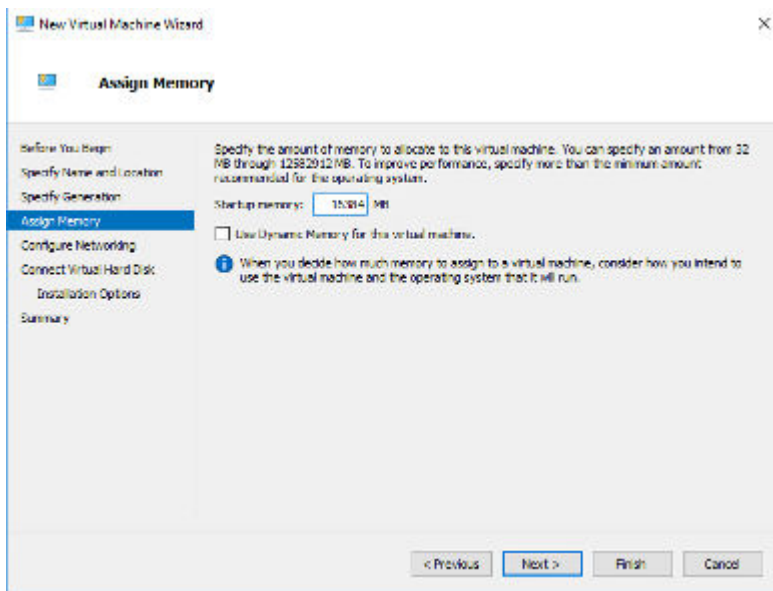 New Virtual Machine Wizard
Assign Memory
Before You Begin
Specify Name and Location
Specify Generation
Assign Memory
Configure Networking
Connect Virtual Hard Disk
Installation Options
Summary
Specify the amount of memory to allocate to this virtual machine. You can specify an amount from 32
MB through 12582912 MB. To improve performance, specify more than the minimum amount
recommended for the operating system.
Startup memory: 15384 MB
Use Dynamic Memory for this virtual machine.
When you decide how much memory to assign to a virtual machine, consider how you intend to
use the virtual machine and the operating system that it will run.
< Previous
Next >
Finish
Cancel